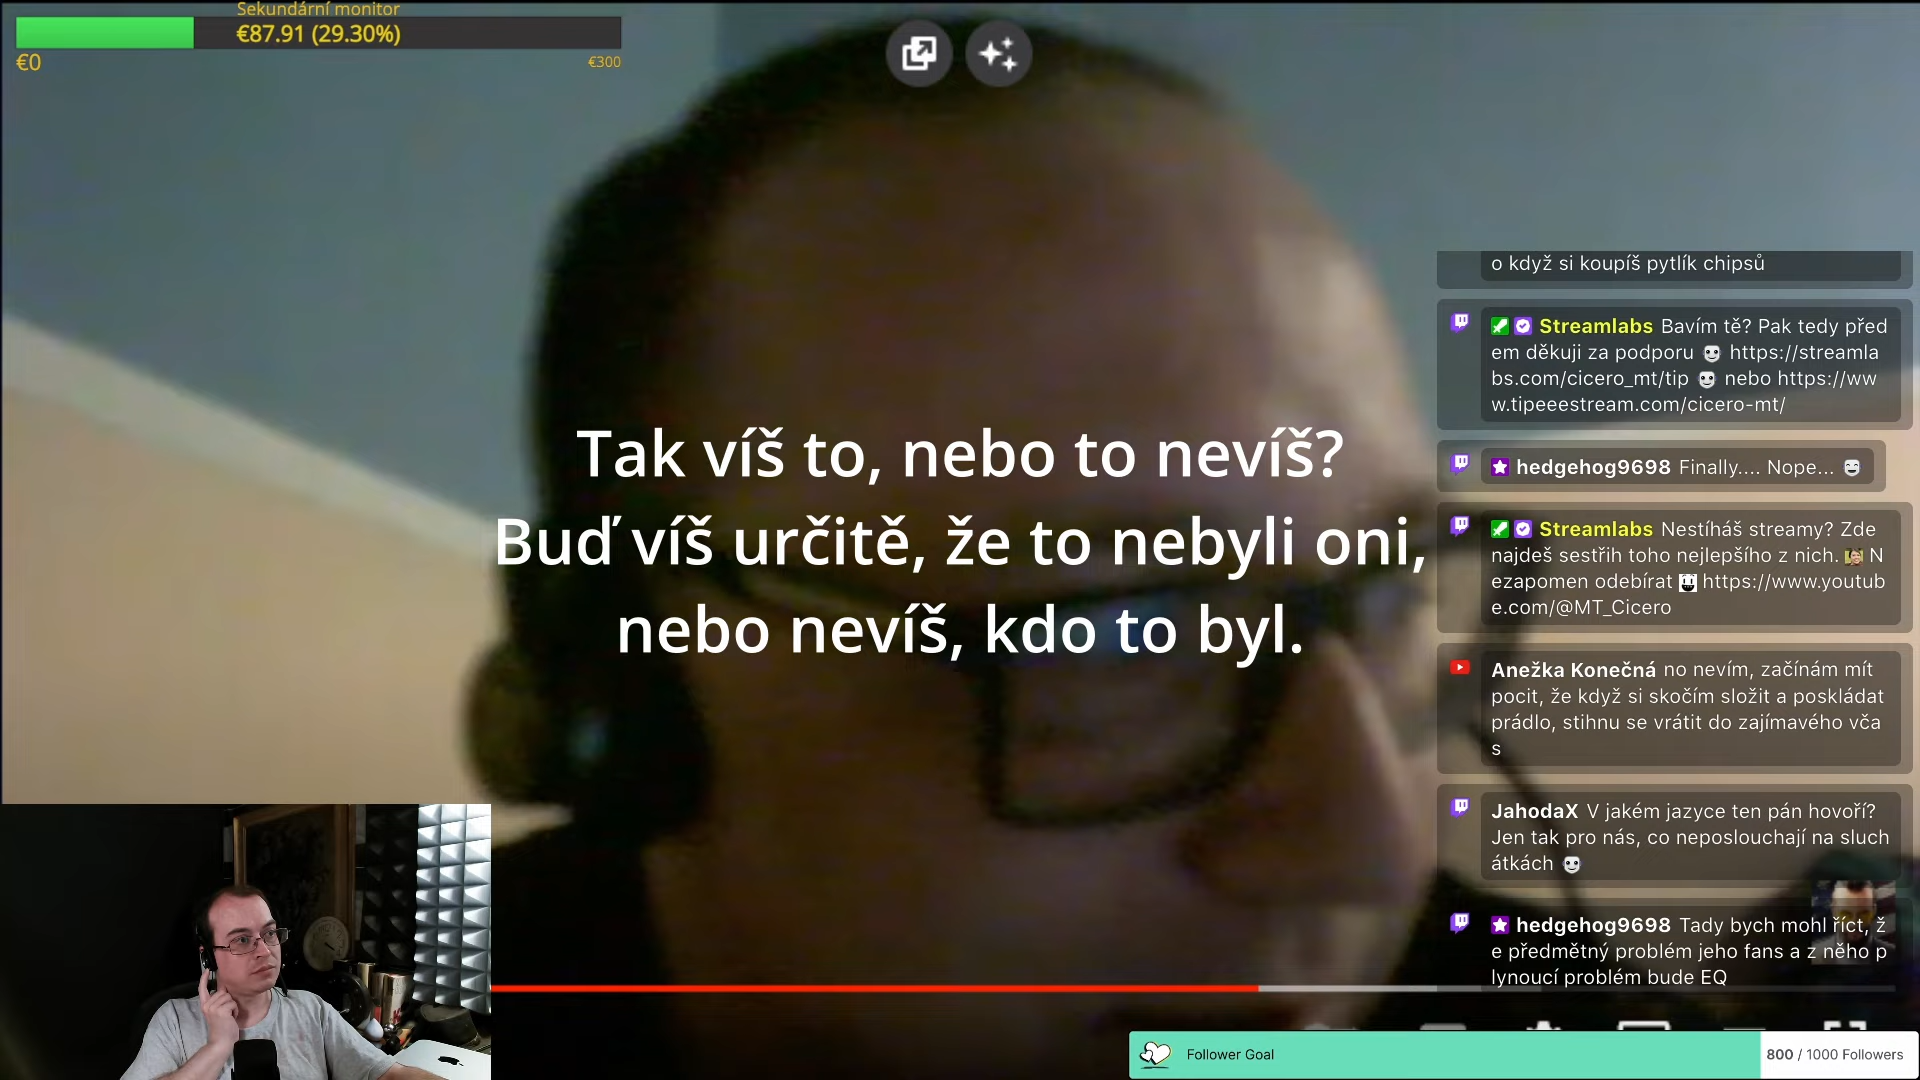 Sekundární monitor
€87.91 (29.30%)
€0
€300
Tak víš to, nebo to nevíš?
Buď víš určitě, že to nebyli oni,
nebo nevíš, kdo to byl.
o když si koupíš pytlík chipsů
Streamlabs Bavím tě? Pak tedy před
em děkuji za podporu https://streamla
bs.com/cicero_mt/tip nebo https://ww
w.tipeeestream.com/cicero-mt/
hedgehog9698 Finally.... Nope...
Streamlabs Nestíháš streamy? Zde
najdeš sestřih toho nejlepšího z nich. N
ezapomen odebírat https://www.youtub
e.com/@MT_Cicero
Anežka Konečná no nevím, začínám mít
pocit, že když si skočím složit a poskládat
prádlo, stihnu se vrátit do zajímavého vča
s
JahodaX V jakém jazyce ten pán hovoří?
Jen tak pro nás, co neposlouchají na sluch
átkách
hedgehog9698 Tady bych mohl říct, ž
e předmětný problém jeho fans a z něho p
lynoucí problém bude EQ
Follower Goal
800 / 1000 Followers